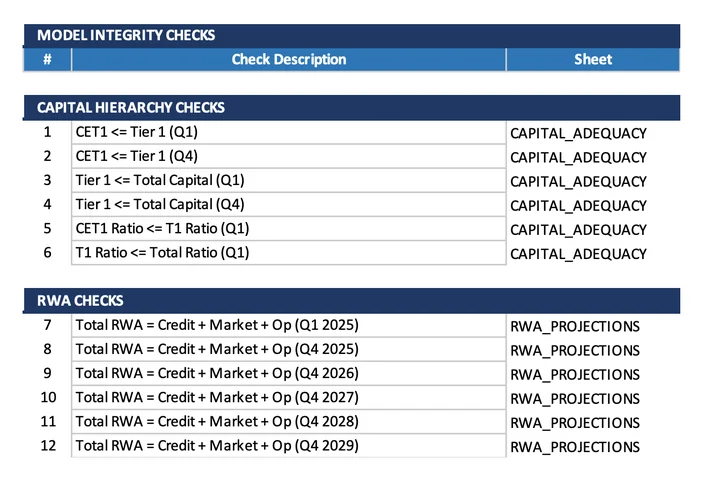 MODEL INTEGRITY CHECKS
# Check Description Sheet
CAPITAL HIERARCHY CHECKS
1 CET1 <= Tier 1 (Q1) CAPITAL_ADEQUACY
2 CET1 <= Tier 1 (Q4) CAPITAL_ADEQUACY
3 Tier 1 <= Total Capital (Q1) CAPITAL_ADEQUACY
4 Tier 1 <= Total Capital (Q4) CAPITAL_ADEQUACY
5 CET1 Ratio <= T1 Ratio (Q1) CAPITAL_ADEQUACY
6 T1 Ratio <= Total Ratio (Q1) CAPITAL_ADEQUACY
RWA CHECKS
7 Total RWA = Credit + Market + Op (Q1 2025) RWA_PROJECTIONS
8 Total RWA = Credit + Market + Op (Q4 2025) RWA_PROJECTIONS
9 Total RWA = Credit + Market + Op (Q4 2026) RWA_PROJECTIONS
10 Total RWA = Credit + Market + Op (Q4 2027) RWA_PROJECTIONS
11 Total RWA = Credit + Market + Op (Q4 2028) RWA_PROJECTIONS
12 Total RWA = Credit + Market + Op (Q4 2029) RWA_PROJECTIONS